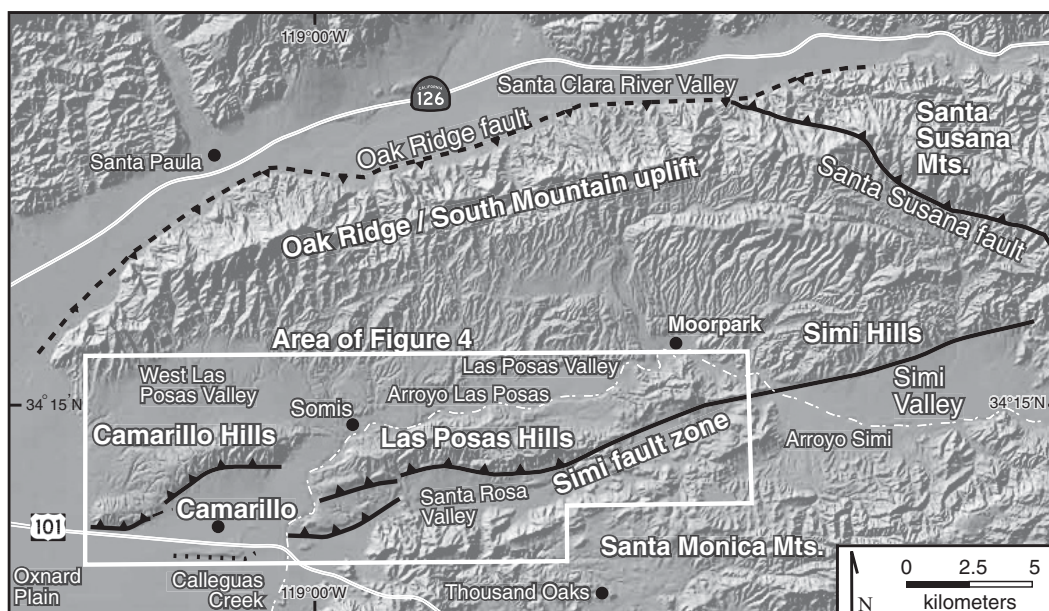 119°00'W
CALIFORNIA
126
Santa Clara River Valley
Santa
Susana
Mts.
Santa Paula
Oak Ridge fault
Oak Ridge / South Mountain uplift
Santa Susana fault
Area of Figure 4
Moorpark
Simi Hills
West Las
Posas Valley
Las Posas Valley
Arroyo Las Posas
Simi
Valley
34°15'N
34°15'N
Somis
Camarillo Hills
Las Posas Hills
Simi fault zone
Arroyo Simi
Santa Rosa
Valley
Camarillo
101
Santa Monica Mts.
Oxnard
Plain
Calleguas
Creek
119°00'W
Thousand Oaks
N
0 2.5 5
kilometers